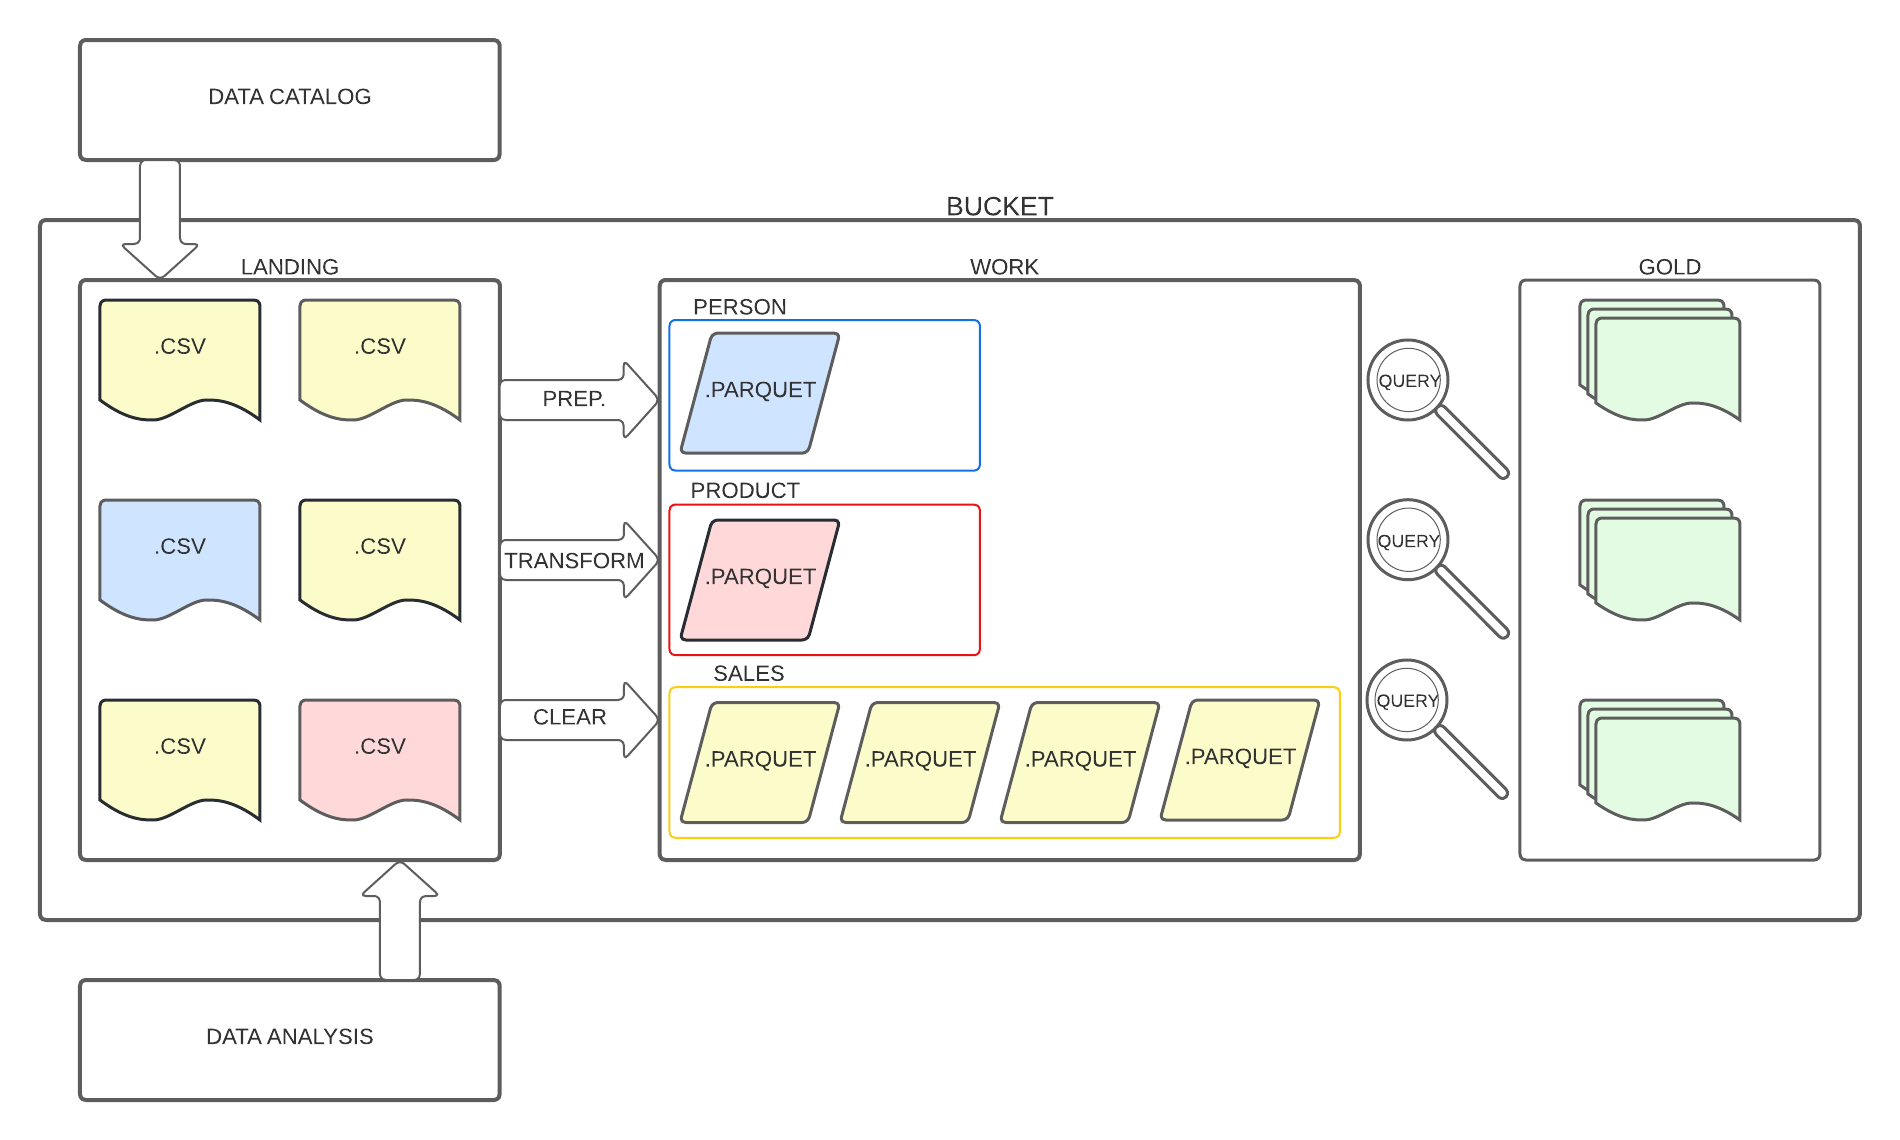 DATA CATALOG
BUCKET
LANDING
WORK
GOLD
.CSV
.CSV
.CSV
.CSV
.CSV
.CSV
PREP.
TRANSFORM
CLEAR
PERSON
.PARQUET
PRODUCT
.PARQUET
SALES
.PARQUET
.PARQUET
.PARQUET
.PARQUET
QUERY
QUERY
QUERY
DATA ANALYSIS